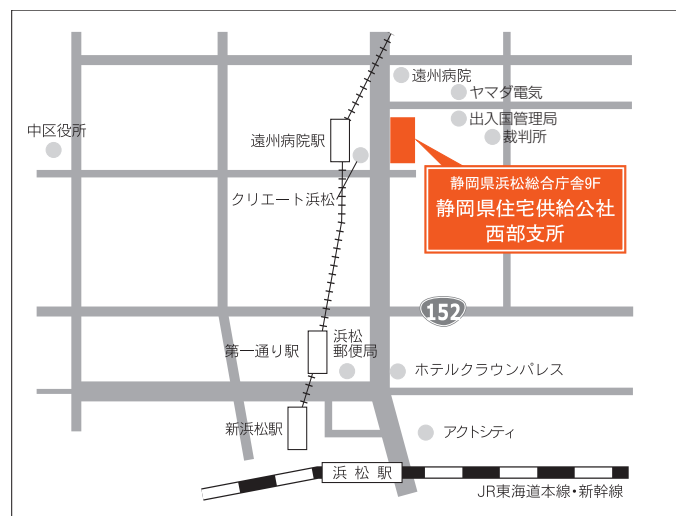 遠州病院
ヤマダ電気
出入国管理局
裁判所
中区役所
遠州病院駅
クリエート浜松
静岡県浜松総合庁舎9F
静岡県住宅供給公社
西部支所
152
浜松
郵便局
第一通り駅
ホテルクラウンパレス
新浜松駅
アクトシティ
浜松駅
JR東海道本線・新幹線